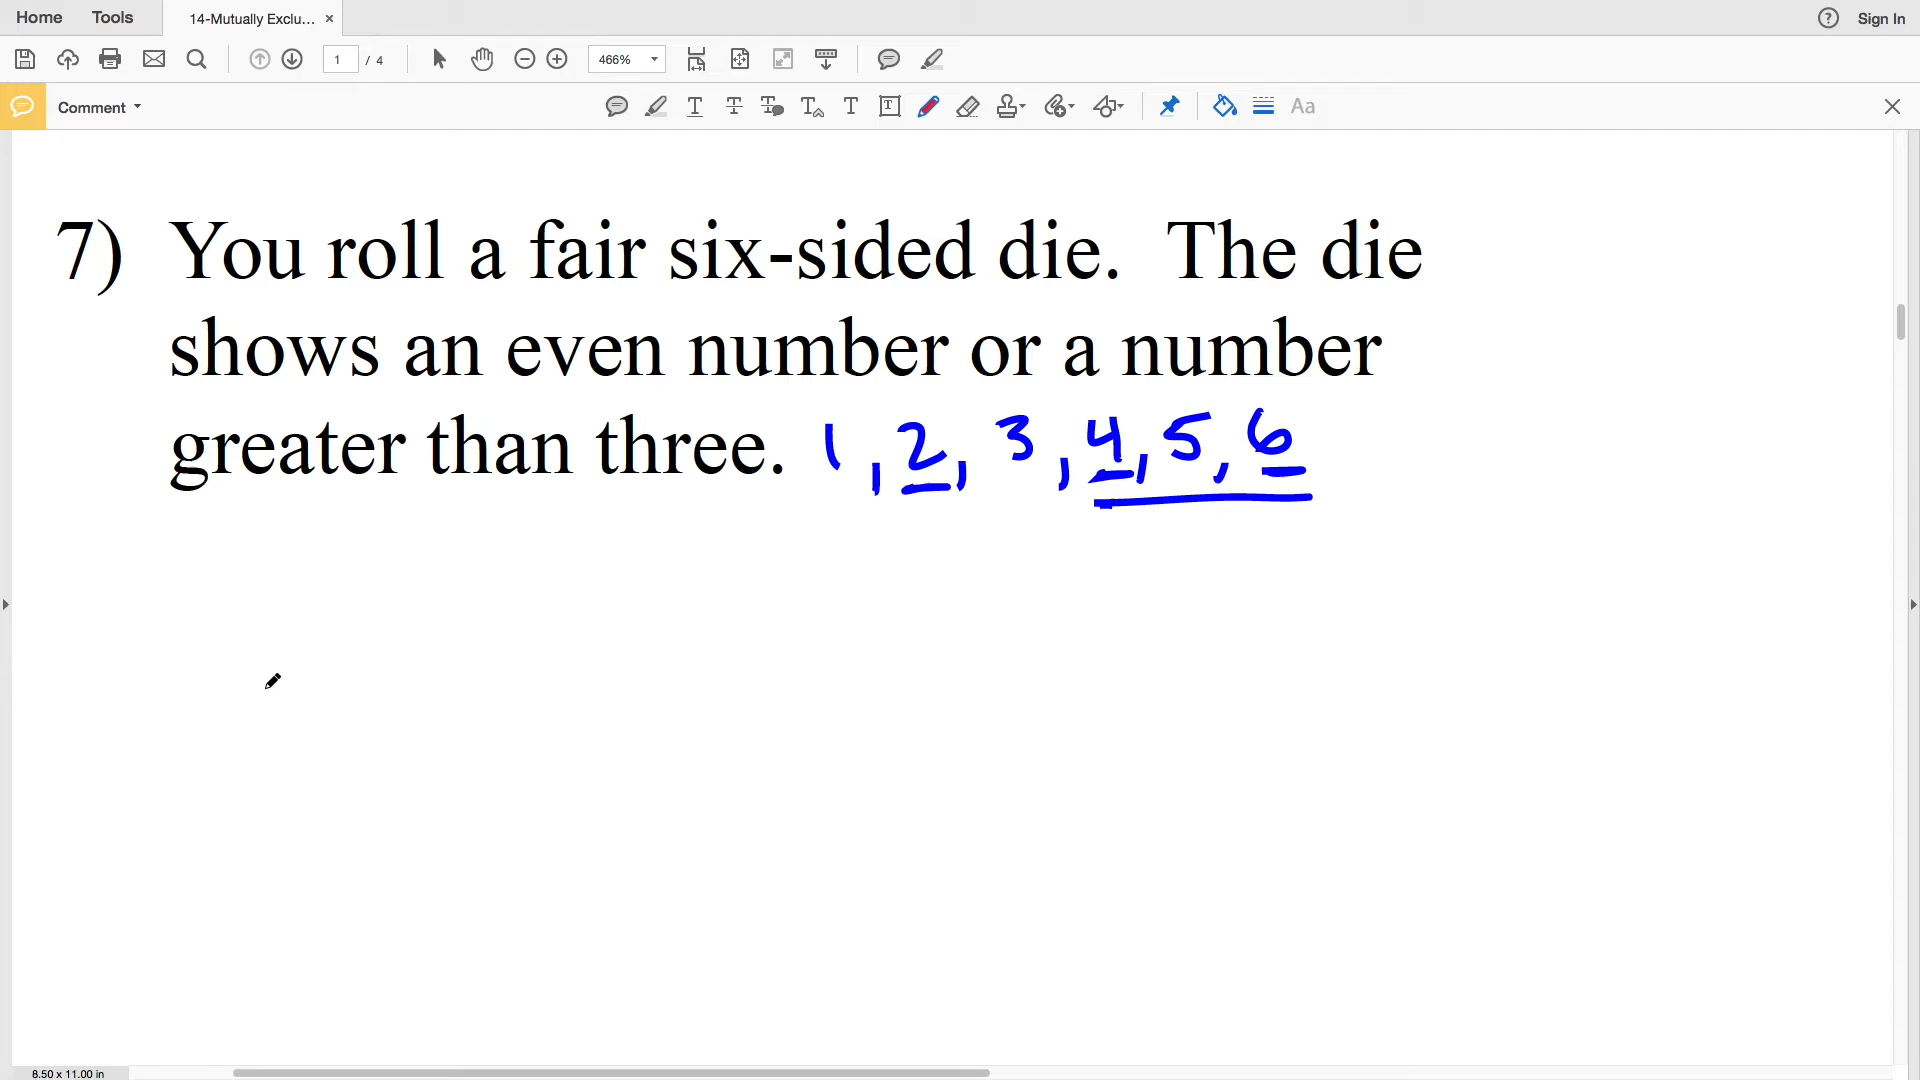 Home Tools 14-Mutually Exclu... × ? Sign In
1 / 4 466%
Comment T T T T T T Aa
7) You roll a fair six-sided die. The die
shows an even number or a number
greater than three. 1, 2, 3, 4, 5, 6
8.50 x 11.00 in